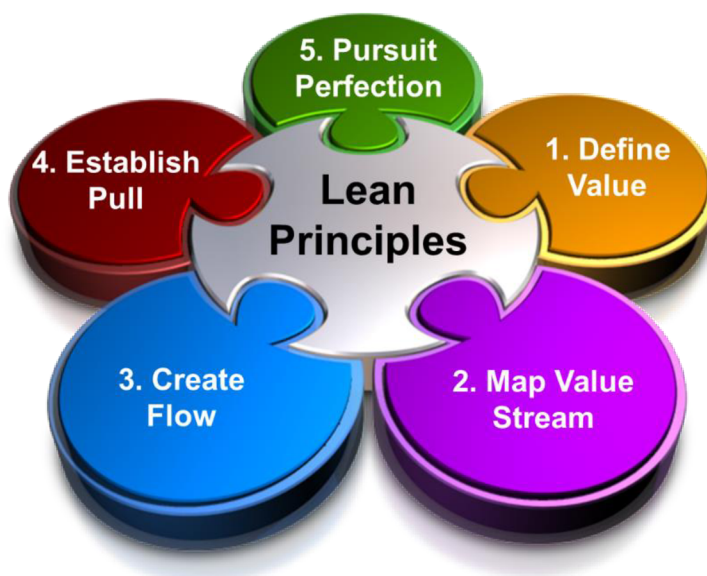 Lean
Principles
1. Define
Value
2. Map Value
Stream
3. Create
Flow
4. Establish
Pull
5. Pursuit
Perfection